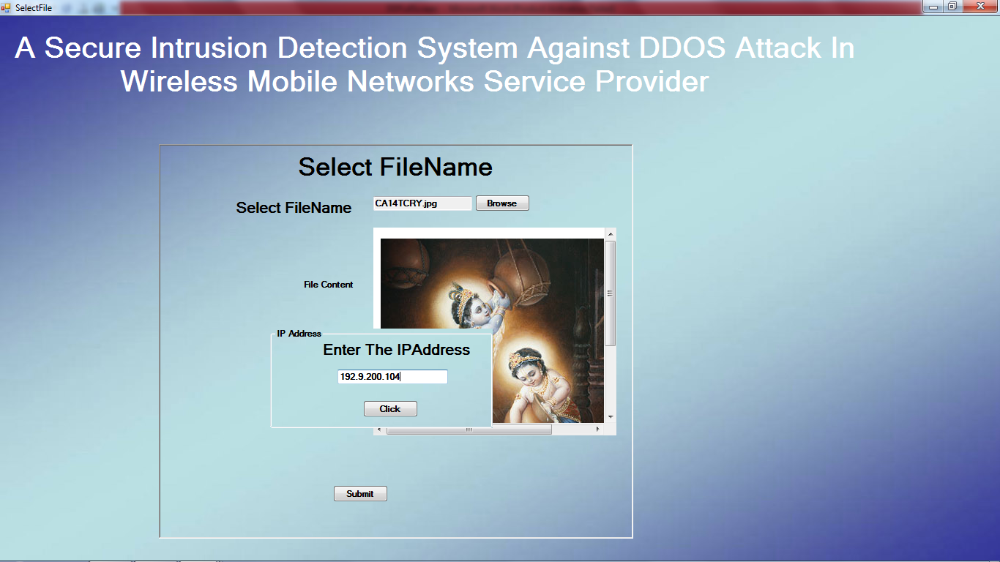 SelectFile
A Secure Intrusion Detection System Against DDOS Attack In
Wireless Mobile Networks Service Provider
Select FileName
Select FileName
CA14TCRY.jpg
Browse
File Content
IP Address
Enter The IPAddress
192.9.200.104
Click
Submit